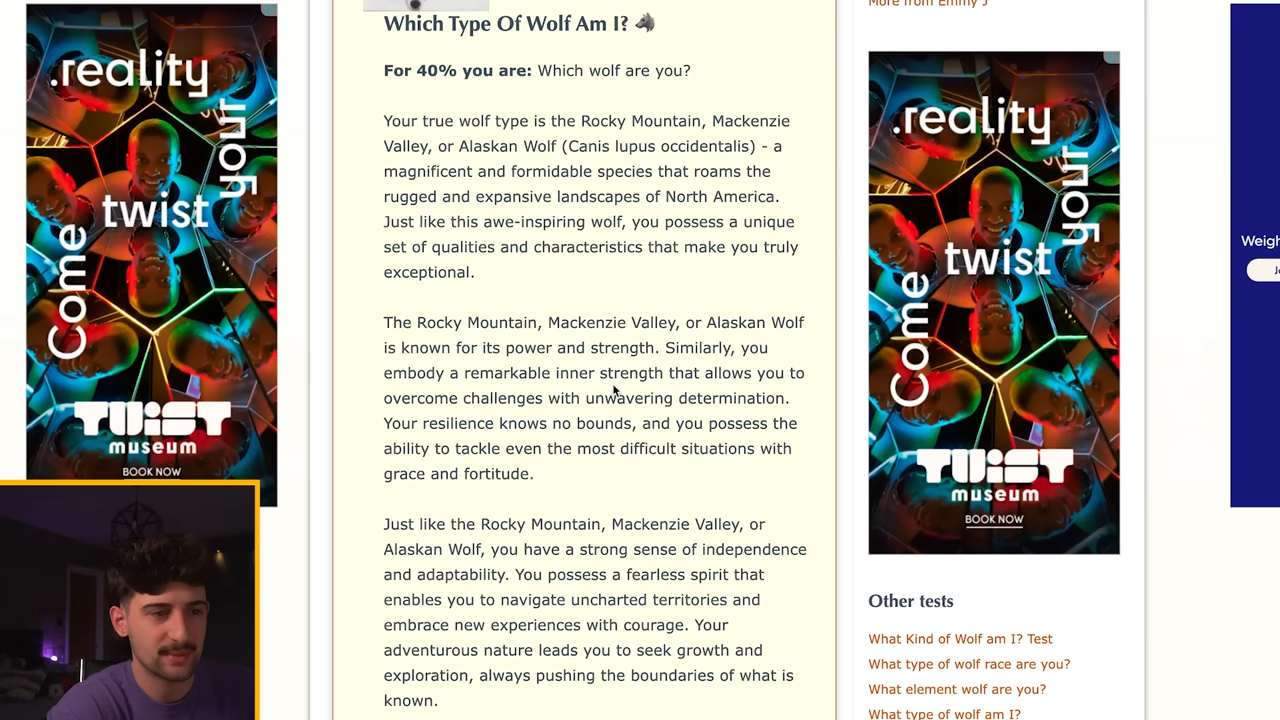 .reality
your
twist
Come
TWIST
museum
BOOK NOW
Which Type Of Wolf Am I?
For 40% you are: Which wolf are you?
Your true wolf type is the Rocky Mountain, Mackenzie
Valley, or Alaskan Wolf (Canis lupus occidentalis) - a
magnificent and formidable species that roams the
rugged and expansive landscapes of North America.
Just like this awe-inspiring wolf, you possess a unique
set of qualities and characteristics that make you truly
exceptional.
The Rocky Mountain, Mackenzie Valley, or Alaskan Wolf
is known for its power and strength. Similarly, you
embody a remarkable inner strength that allows you to
overcome challenges with unwavering determination.
Your resilience knows no bounds, and you possess the
ability to tackle even the most difficult situations with
grace and fortitude.
Just like the Rocky Mountain, Mackenzie Valley, or
Alaskan Wolf, you have a strong sense of independence
and adaptability. You possess a fearless spirit that
enables you to navigate uncharted territories and
embrace new experiences with courage. Your
adventurous nature leads you to seek growth and
exploration, always pushing the boundaries of what is
known.
More from Emmy J
.reality
your
twist
Come
TWIST
museum
BOOK NOW
Other tests
What Kind of Wolf am I? Test
What type of wolf race are you?
What element wolf are you?
What type of wolf am I?
Weigh